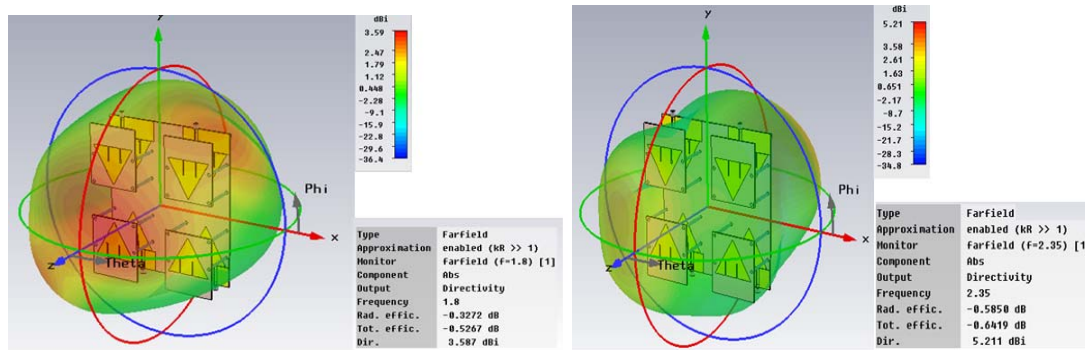 dBi
3.59
2.47
1.79
1.12
0.448
-2.28
-9.1
-15.9
-22.8
-29.6
-36.4
y
Phi
x
z
Theta
Type Farfield
Approximation enabled (kR >> 1)
Monitor farfield (f=1.8) [1]
Component Abs
Output Directivity
Frequency 1.8
Rad. effic. -0.3272 dB
Tot. effic. -0.5267 dB
Dir. 3.587 dBi
dBi
5.21
3.58
2.61
1.63
0.651
-2.17
-8.7
-15.2
-21.7
-28.3
-34.8
y
Phi
x
z
Theta
Type Farfield
Approximation enabled (kR >> 1)
Monitor farfield (f=2.35) [1
Component Abs
Output Directivity
Frequency 2.35
Rad. effic. -0.5850 dB
Tot. effic. -0.6419 dB
Dir. 5.211 dBi